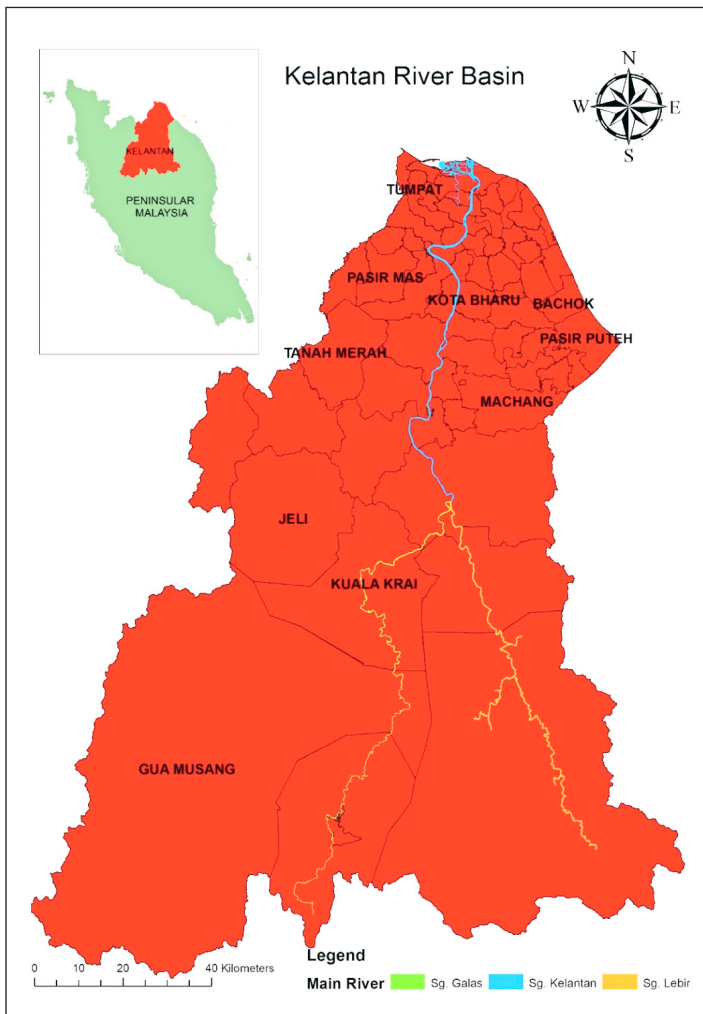 Kelantan River Basin
N
W E
S
KELANTAN
PENINSULAR
MALAYSIA
TUMPAT
PASIR MAS
KOTA BHARU
BACHOK
PASIR PUTEH
TANAH MERAH
MACHANG
JELI
KUALA KRAI
GUA MUSANG
0 10 20 40 Kilometers
Legend
Main River Sg. Galas Sg. Kelantan Sg. Lebir